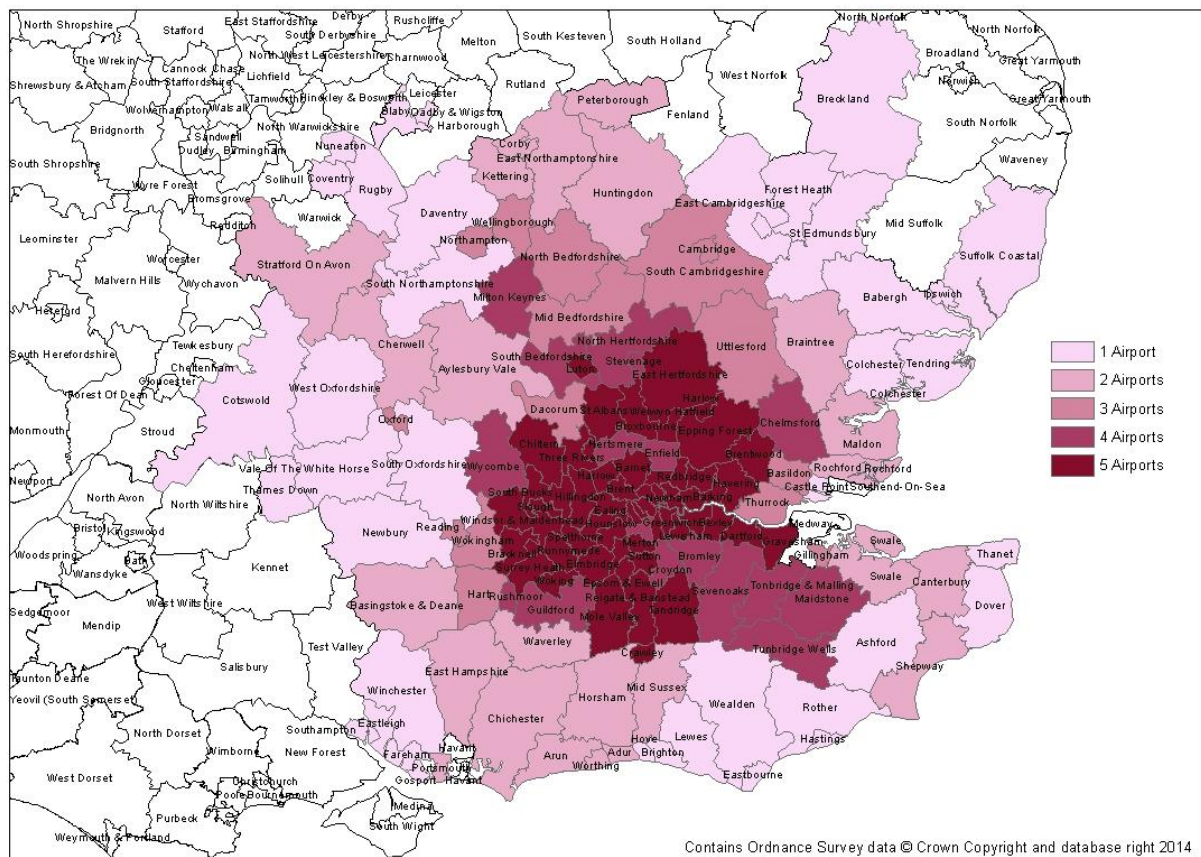 North Shropshire
Stafford
East Staffordshire
Derby
South Derbyshire
Rushcliffe
Melton
South Kesteven
South Holland
North Norfolk
North Norfolk
The Wrekin
Cannock Chase
North West Leicestershire
Charnwood
Broadland
Great Yarmouth
Shrewsbury & Atcham
South Staffordshire
Lichfield
Rutland
West Norfolk
Norwich
Wolverhampton
Walsall
Tamworth
Hinckley & Bosworth
Leicester
Peterborough
Breckland
Great Yarmouth
Bridgnorth
Sandwell
North Warwickshire
Blaby
Oadby & Wigston
Harborough
Fenland
South Norfolk
Dudley
Birmingham
Nuneaton
Corby
East Northamptonshire
Waveney
South Shropshire
Wyre Forest
Solihull
Coventry
Rugby
Kettering
Huntingdon
Forest Heath
Bromsgrove
Redditch
Warwick
Daventry
Wellingborough
East Cambridgeshire
Mid Suffolk
Leominster
Worcester
Stratford On Avon
Northampton
North Bedfordshire
Cambridge
St Edmundsbury
Suffolk Coastal
Malvern Hills
Wychavon
South Northamptonshire
Milton Keynes
South Cambridgeshire
Babergh
Ipswich
Hereford
Mid Bedfordshire
South Herefordshire
Tewkesbury
Cheltenham
Cherwell
Aylesbury Vale
South Bedfordshire
Luton
North Hertfordshire
Stevenage
Uttlesford
Braintree
Colchester
Tendring
Gloucester
Forest Of Dean
Cotswold
West Oxfordshire
East Hertfordshire
Colchester
Monmouth
Stroud
Oxford
Dacorum
St Albans
Welwyn Hatfield
Harlow
Broxbourne
Epping Forest
Chelmsford
Maldon
Newport
Vale Of The White Horse
South Oxfordshire
Wycombe
Chiltern
Three Rivers
Hertsmere
Enfield
Brentwood
Basildon
Rochford
Rochford
North Avon
North Wiltshire
Thames Down
South Bucks
Harrow
Barnet
Redbridge
Havering
Castle Point
Southend-On-Sea
Bristol
Kingswood
Slough
Hillingdon
Brent
Ealing
Newham
Barking
Thurrock
Woodspring
Bath
Newbury
Reading
Windsor & Maidenhead
Hounslow
Greenwich
Bexley
Medway
Wansdyke
Kennet
Wokingham
Spelthorne
Merton
Lewisham
Dartford
Gravesham
Gillingham
Swale
Thanet
Bracknell
Runnymede
Sutton
Bromley
Swale
Canterbury
Sedgemoor
West Wiltshire
Basingstoke & Deane
Hart
Surrey Heath
Woking
Elmbridge
Epsom & Ewell
Croydon
Sevenoaks
Tonbridge & Malling
Maidstone
Dover
Mendip
Rushmoor
Guildford
Mole Valley
Reigate & Banstead
Tandridge
Test Valley
Waverley
Crawley
Tunbridge Wells
Ashford
Shepway
Taunton Deane
Salisbury
Winchester
East Hampshire
Horsham
Mid Sussex
Wealden
Rother
Yeovil (South Somerset)
North Dorset
Southampton
Eastleigh
Chichester
Lewes
Hastings
Wimborne
New Forest
Fareham
Havant
Arun
Worthing
Adur
Hove
Brighton
Eastbourne
West Dorset
Christchurch
Poole
Bournemouth
Gosport
Portsmouth
Havant
Purbeck
Medina
South Wight
Weymouth & Portland
1 Airport
2 Airports
3 Airports
4 Airports
5 Airports
Contains Ordnance Survey data © Crown Copyright and database right 2014